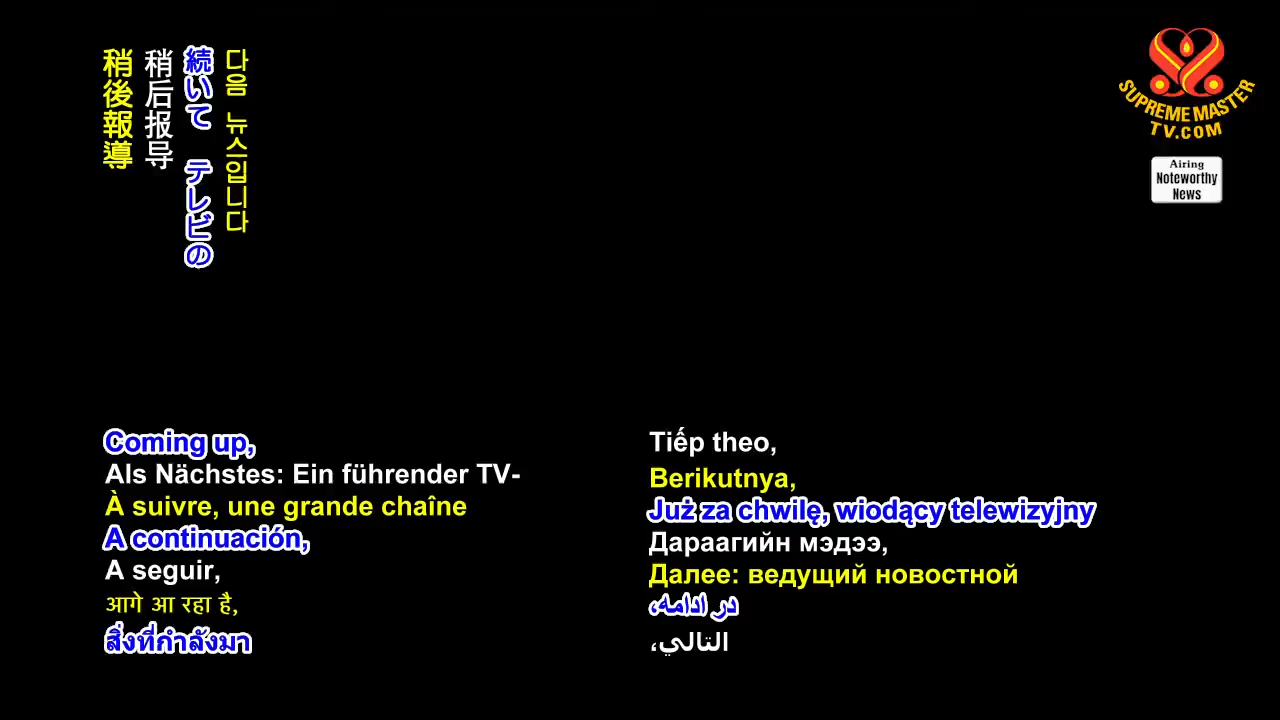 稍後報導
稍后报导
続いて テレビの
다음 뉴스입니다
SUPREME MASTER
TV.COM
Airing
Noteworthy
News
Coming up,
Als Nächstes: Ein führender TV-
À suivre, une grande chaîne
A continuación,
A seguir,
आगे आ रहा है,
สิ่งที่กำลังมา
Tiếp theo,
Berikutnya,
Już za chwilę, wiodący telewizyjny
Дараагийн мэдээ,
Далее: ведущий новостной
در ادامه،
التالي،